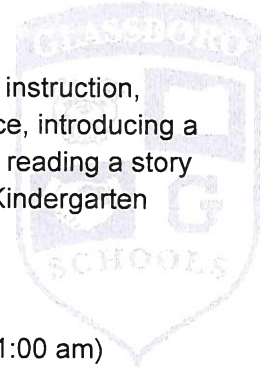 GLASSBORO
instruction,
ce, introducing a
reading a story
Kindergarten
G
SCHOOLS
1:00 am)